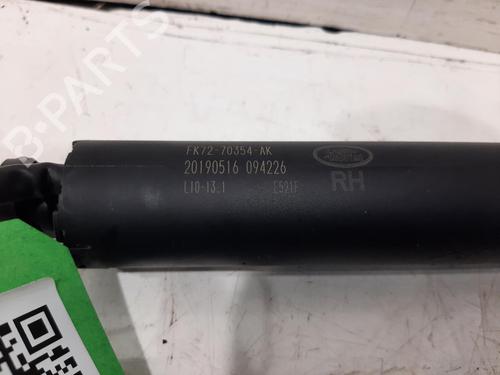 FK72-70354-AK
20190516 094226
L10-13.1 E521F
RH
B-PARTS